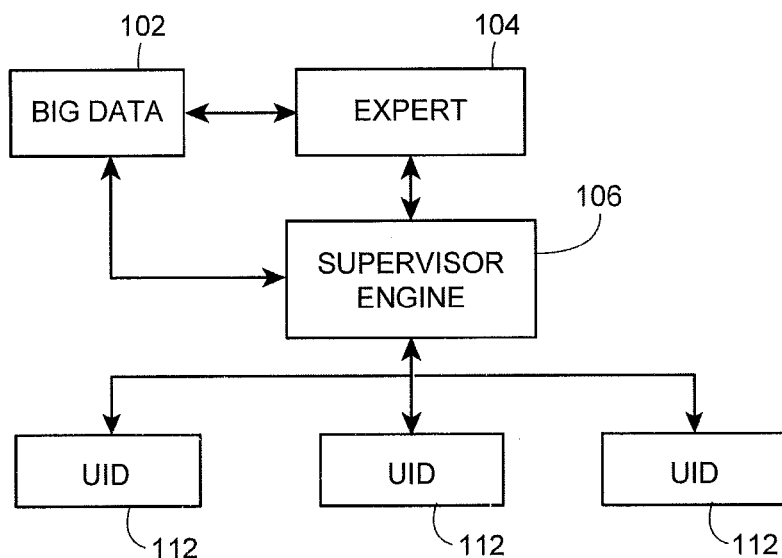 102
104
BIG DATA
EXPERT
106
SUPERVISOR
ENGINE
UID
UID
UID
112
112
112